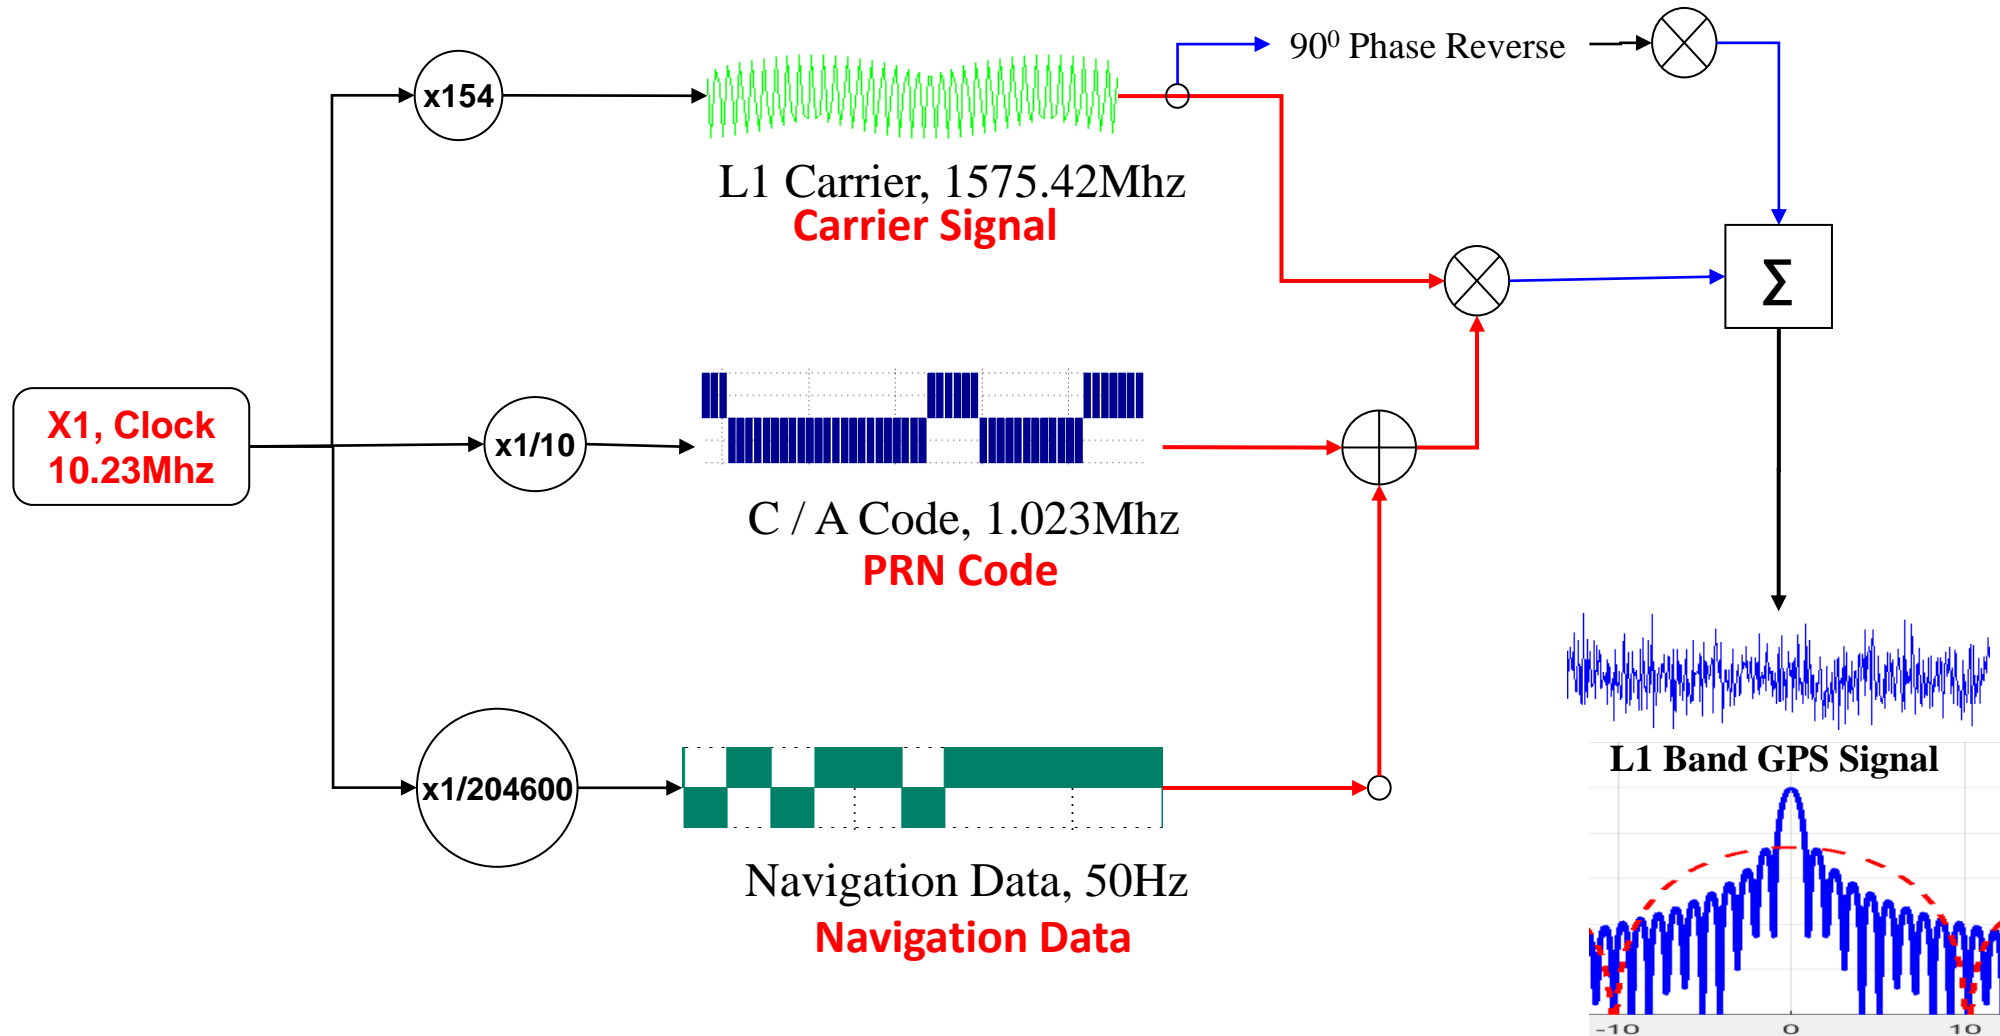 90⁰ Phase Reverse
x154
L1 Carrier, 1575.42Mhz
Carrier Signal
Σ
X1, Clock
10.23Mhz
x1/10
C / A Code, 1.023Mhz
PRN Code
x1/204600
Navigation Data, 50Hz
Navigation Data
L1 Band GPS Signal
-10 0 10